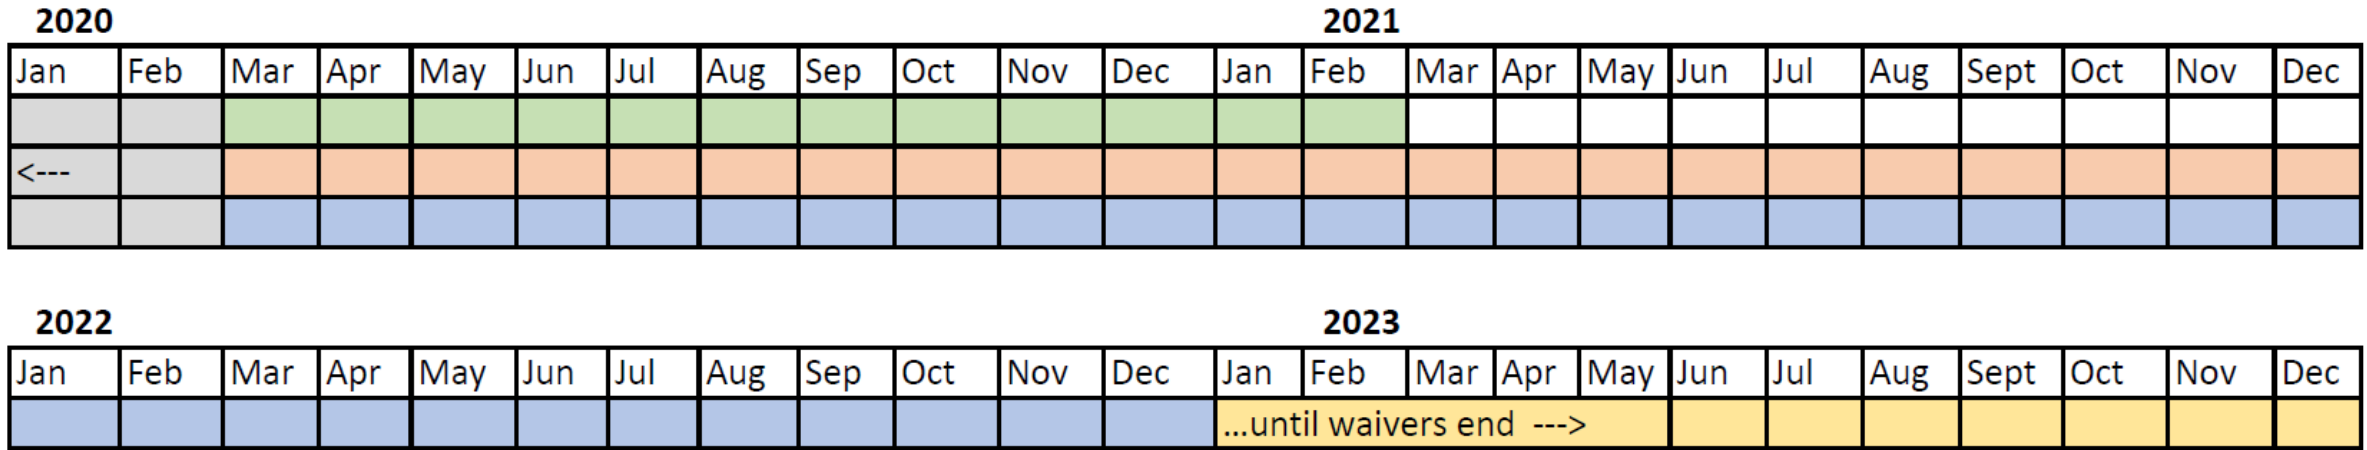 2020 2021
Jan Feb Mar Apr May Jun Jul Aug Sep Oct Nov Dec Jan Feb Mar Apr May Jun Jul Aug Sept Oct Nov Dec
<---
2022 2023
Jan Feb Mar Apr May Jun Jul Aug Sep Oct Nov Dec Jan Feb Mar Apr May Jun Jul Aug Sept Oct Nov Dec
...until waivers end --->